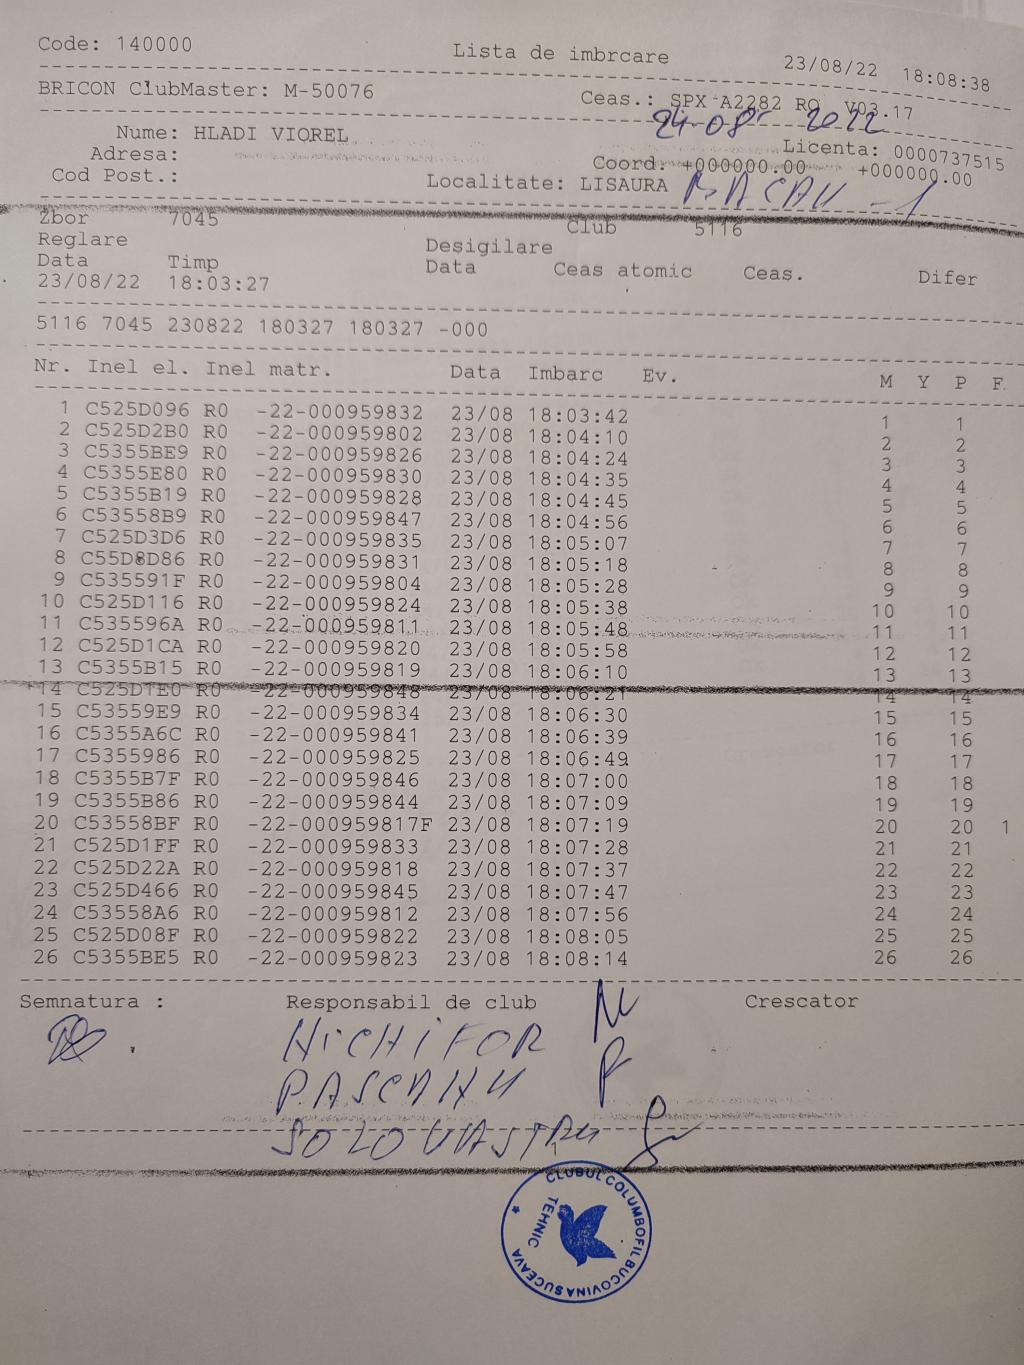 Code: 140000 Lista de imbrcare 23/08/22 18:08:38
BRICON ClubMaster: M-50076 Ceas.: SPX A2282 RO V03.17
24-08 2022
Nume: HLADI VIOREL Licenta: 0000737515
Adresa: Coord: +000000.00 +000000.00
Cod Post.: Localitate: LISAURA BACAU -1
Zbor 7045 Club 5116
Reglare Desigilare
Data Timp Data Ceas atomic Ceas. Difer
23/08/22 18:03:27
5116 7045 230822 180327 180327 -000
Nr. Inel el. Inel matr. Data Imbarc Ev. M Y P F.
1 C525D096 RO -22-000959832 23/08 18:03:42 1 1
2 C525D2B0 RO -22-000959802 23/08 18:04:10 2 2
3 C5355BE9 RO -22-000959826 23/08 18:04:24 3 3
4 C5355E80 RO -22-000959830 23/08 18:04:35 4 4
5 C5355B19 RO -22-000959828 23/08 18:04:45 5 5
6 C53558B9 RO -22-000959847 23/08 18:04:56 6 6
7 C525D3D6 RO -22-000959835 23/08 18:05:07 7 7
8 C55D8D86 RO -22-000959831 23/08 18:05:18 8 8
9 C535591F RO -22-000959804 23/08 18:05:28 9 9
10 C525D116 RO -22-000959824 23/08 18:05:38 10 10
11 C535596A RO -22-000959811 23/08 18:05:48 11 11
12 C525D1CA RO -22-000959820 23/08 18:05:58 12 12
13 C5355B15 RO -22-000959819 23/08 18:06:10 13 13
14 C525D1E0 RO -22-000959848 23/08 18:06:21 14 14
15 C53559E9 RO -22-000959834 23/08 18:06:30 15 15
16 C5355A6C RO -22-000959841 23/08 18:06:39 16 16
17 C5355986 RO -22-000959825 23/08 18:06:49 17 17
18 C5355B7F RO -22-000959846 23/08 18:07:00 18 18
19 C5355B86 RO -22-000959844 23/08 18:07:09 19 19
20 C53558BF RO -22-000959817F 23/08 18:07:19 20 20 1
21 C525D1FF RO -22-000959833 23/08 18:07:28 21 21
22 C525D22A RO -22-000959818 23/08 18:07:37 22 22
23 C525D466 RO -22-000959845 23/08 18:07:47 23 23
24 C53558A6 RO -22-000959812 23/08 18:07:56 24 24
25 C525D08F RO -22-000959822 23/08 18:08:05 25 25
26 C5355BE5 RO -22-000959823 23/08 18:08:14 26 26
Semnatura : Responsabil de club Crescator
HICHIFOR
PASCANU
SOLOVASTRU
CLUBUL COLUMBOFIL BUCOVINA SUCEAVA
TEHNIC